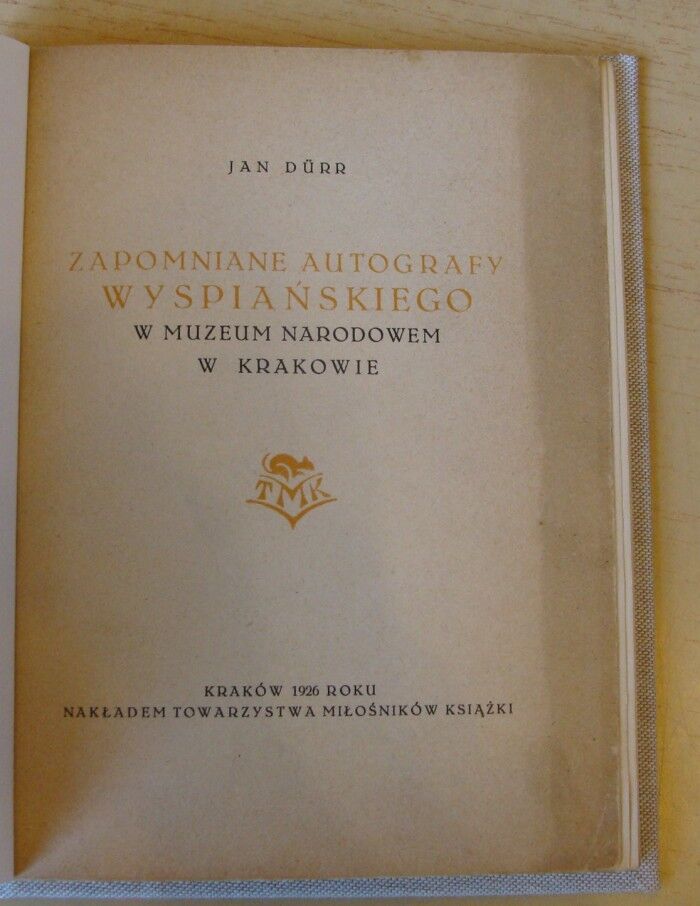 JAN DÜRR
ZAPOMNIANE AUTOGRAFY
WYSPIAŃSKIEGO
W MUZEUM NARODOWEM
W KRAKOWIE
TMK
KRAKÓW 1926 ROKU
NAKŁADEM TOWARZYSTWA MIŁOŚNIKÓW KSIĄŻKI